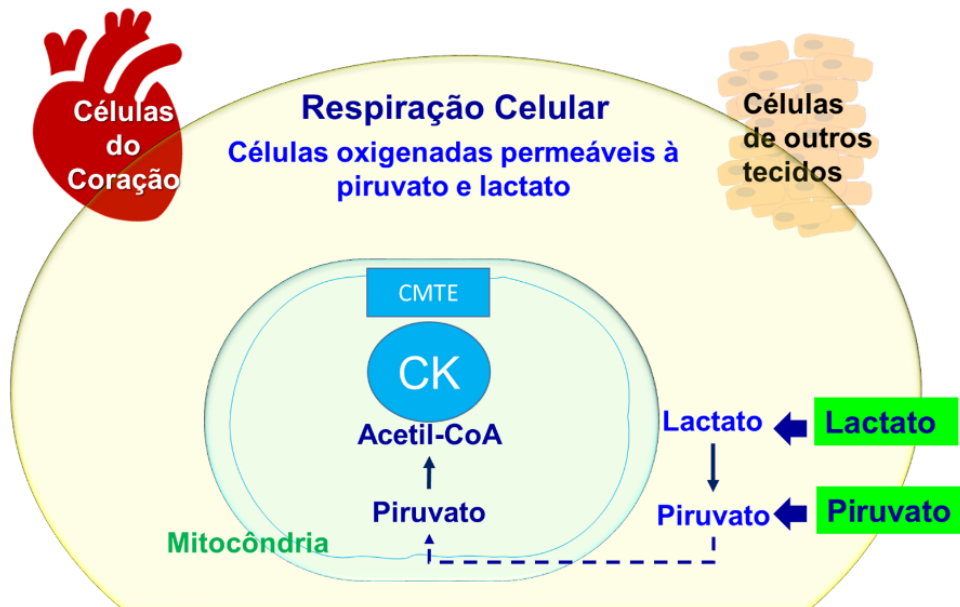 Células
do
Coração
Respiração Celular
Células oxigenadas permeáveis à
piruvato e lactato
Células
de outros
tecidos
CMTE
CK
Acetil-CoA
Lactato
Lactato
Piruvato
Piruvato
Piruvato
Mitocôndria